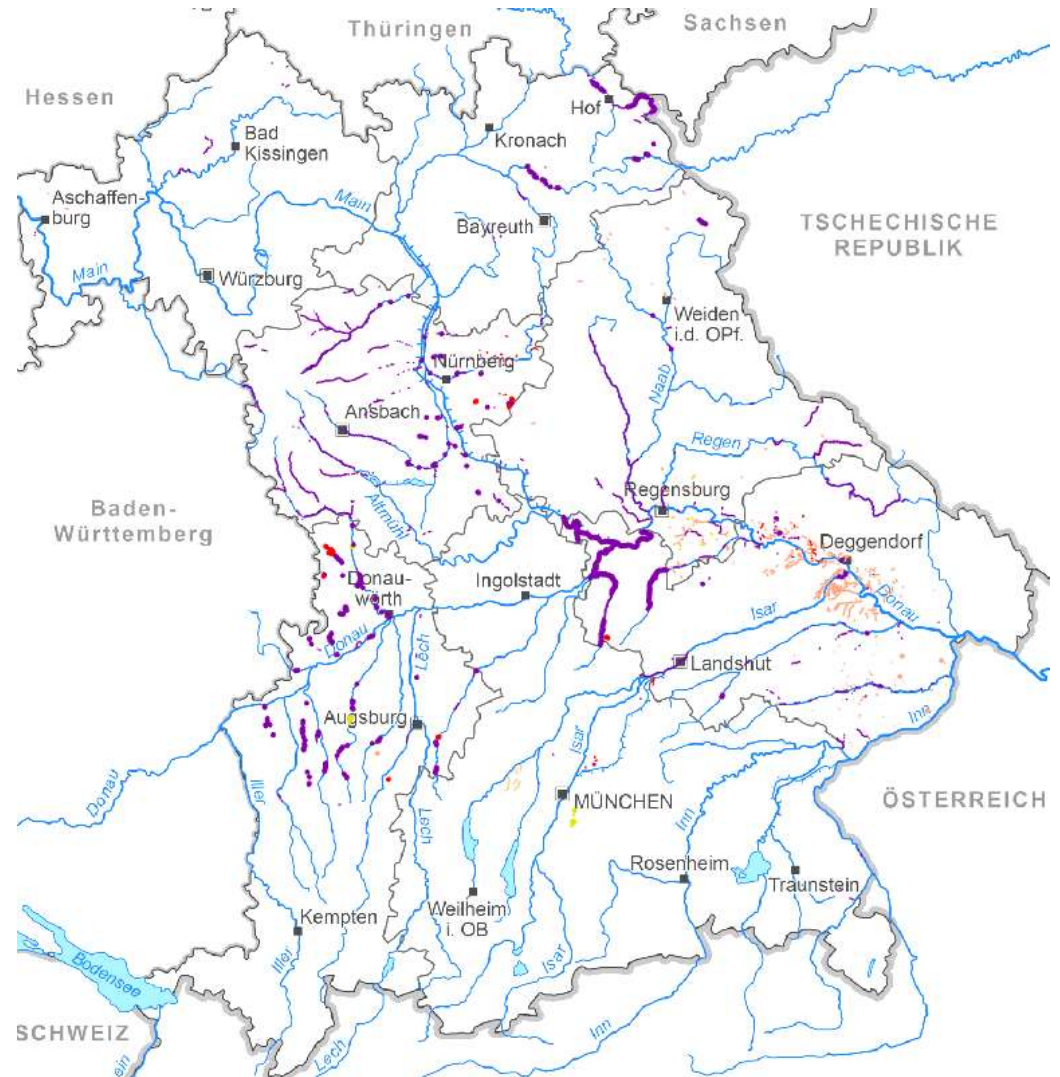 Thüringen
Sachsen
Hessen
Hof
Kronach
Bad
Kissingen
Aschaffen-
burg
Main
Bayreuth
TSCHECHISCHE
REPUBLIK
Main
Würzburg
Weiden
i.d. OPf.
Nürnberg
Naab
Ansbach
Regen
Baden-
Württemberg
Altmühl
Regensburg
Deggendorf
Donau-
wörth
Ingolstadt
Donau
Isar
Donau
Lech
Landshut
Augsburg
Inn
Isar
Donau
Iller
MÜNCHEN
ÖSTERREICH
Lech
Inn
Rosenheim
Traunstein
Kempten
Weilheim
i. OB
Iller
Isar
Bodensee
SCHWEIZ
Lech
Inn
ein